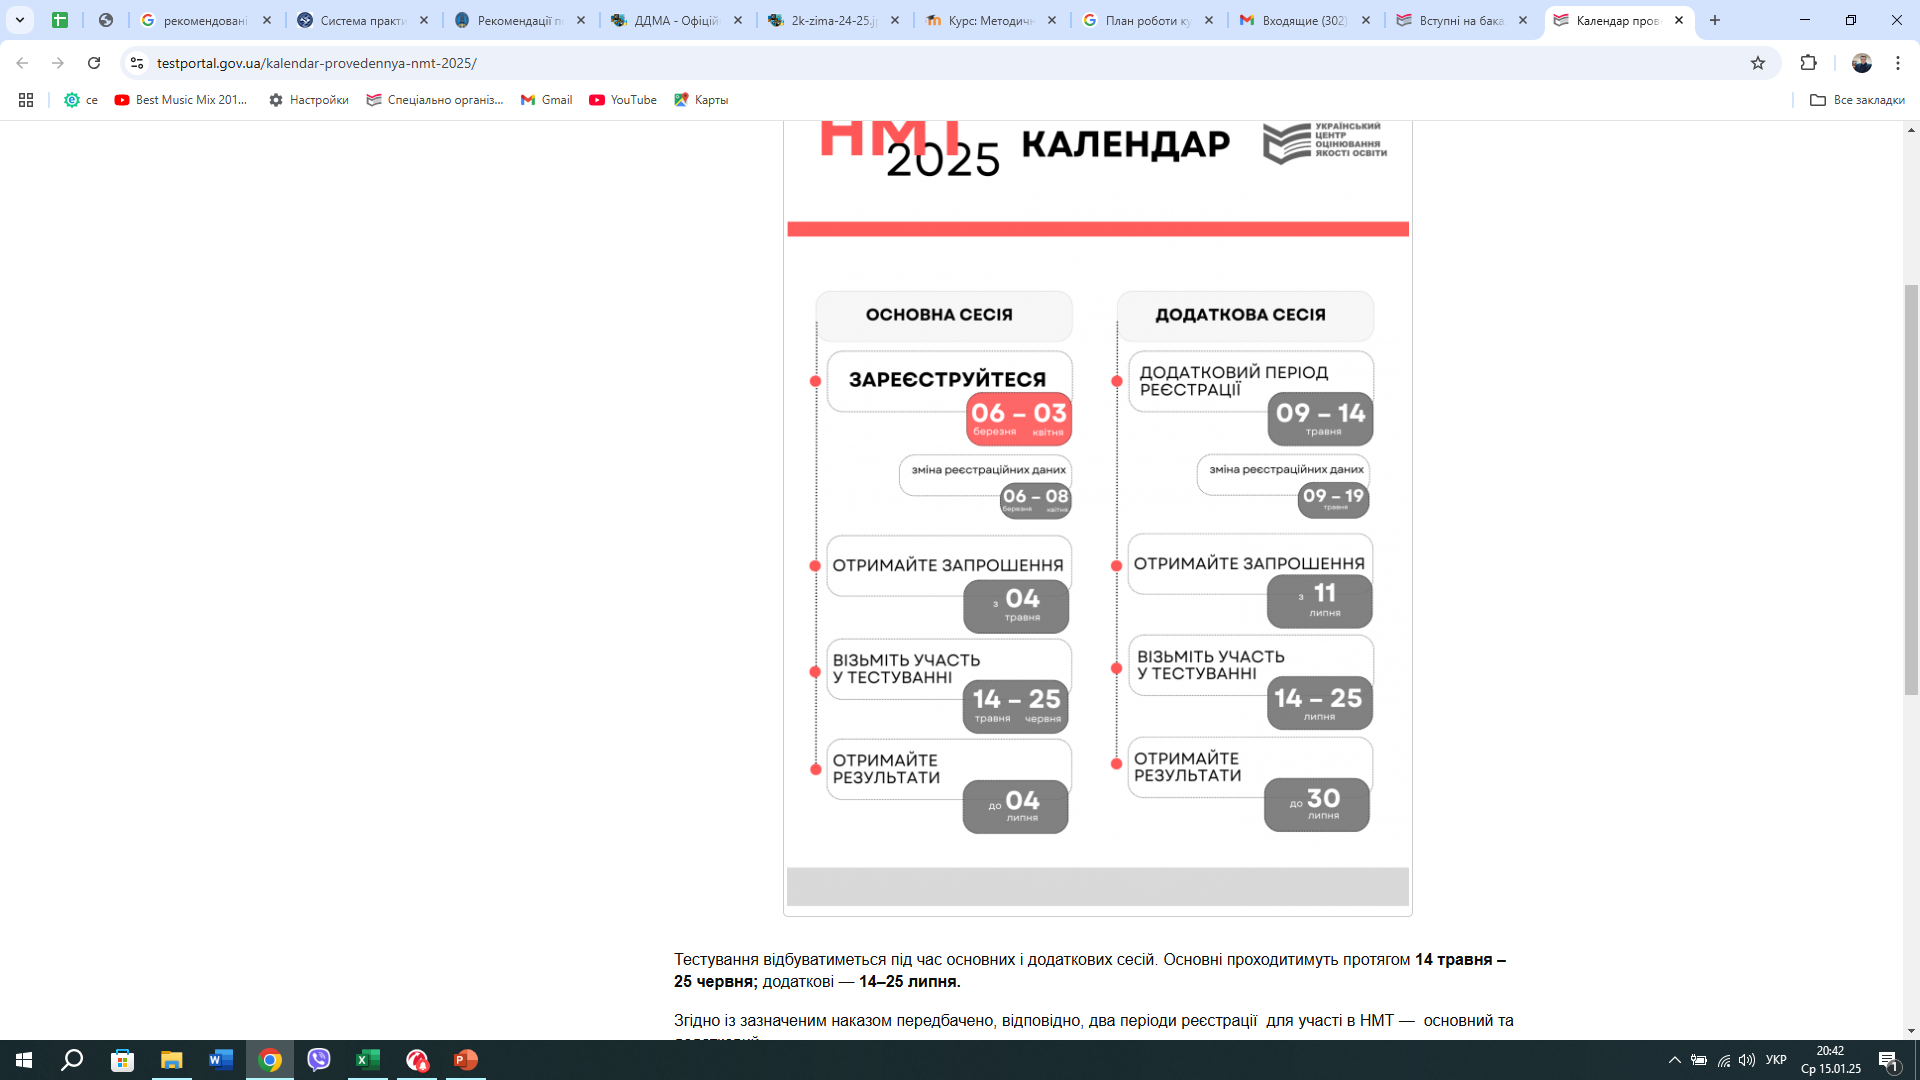 рекомендовані
Система практи
Рекомендації п
ДДМА - Офіцій
2k-zima-24-25.j
Курс: Методичн
План роботи ку
Входящие (302)
Вступні на бака
Календар пров
testportal.gov.ua/kalendar-provedennya-nmt-2025/
ce
Best Music Mix 201...
Настройки
Спеціально організ...
Gmail
YouTube
Карты
Все закладки
НМТ
2025
КАЛЕНДАР
УКРАЇНСЬКИЙ
ЦЕНТР
ОЦІНЮВАННЯ
ЯКОСТІ ОСВІТИ
ОСНОВНА СЕСІЯ
ЗАРЕЄСТРУЙТЕСЯ
06 – 03
березня квітня
зміна реєстраційних даних
06 – 08
березня квітня
ОТРИМАЙТЕ ЗАПРОШЕННЯ
з 04
травня
ВІЗЬМІТЬ УЧАСТЬ
У ТЕСТУВАННІ
14 – 25
травня червня
ОТРИМАЙТЕ
РЕЗУЛЬТАТИ
до 04
липня
ДОДАТКОВА СЕСІЯ
ДОДАТКОВИЙ ПЕРІОД
РЕЄСТРАЦІЇ
09 – 14
травня
зміна реєстраційних даних
09 – 19
травня
ОТРИМАЙТЕ ЗАПРОШЕННЯ
з 11
липня
ВІЗЬМІТЬ УЧАСТЬ
У ТЕСТУВАННІ
14 – 25
липня
ОТРИМАЙТЕ
РЕЗУЛЬТАТИ
до 30
липня
Тестування відбуватиметься під час основних і додаткових сесій. Основні проходитимуть протягом 14 травня –
25 червня; додаткові — 14–25 липня.
Згідно із зазначеним наказом передбачено, відповідно, два періоди реєстрації для участі в НМТ — основний та
УКР
20:42
Ср 15.01.25
1